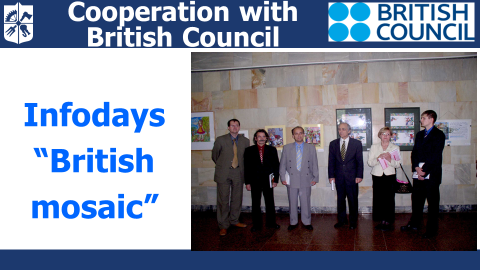 Cooperation with
British Council
BRITISH
COUNCIL
Infodays
“British
mosaic”